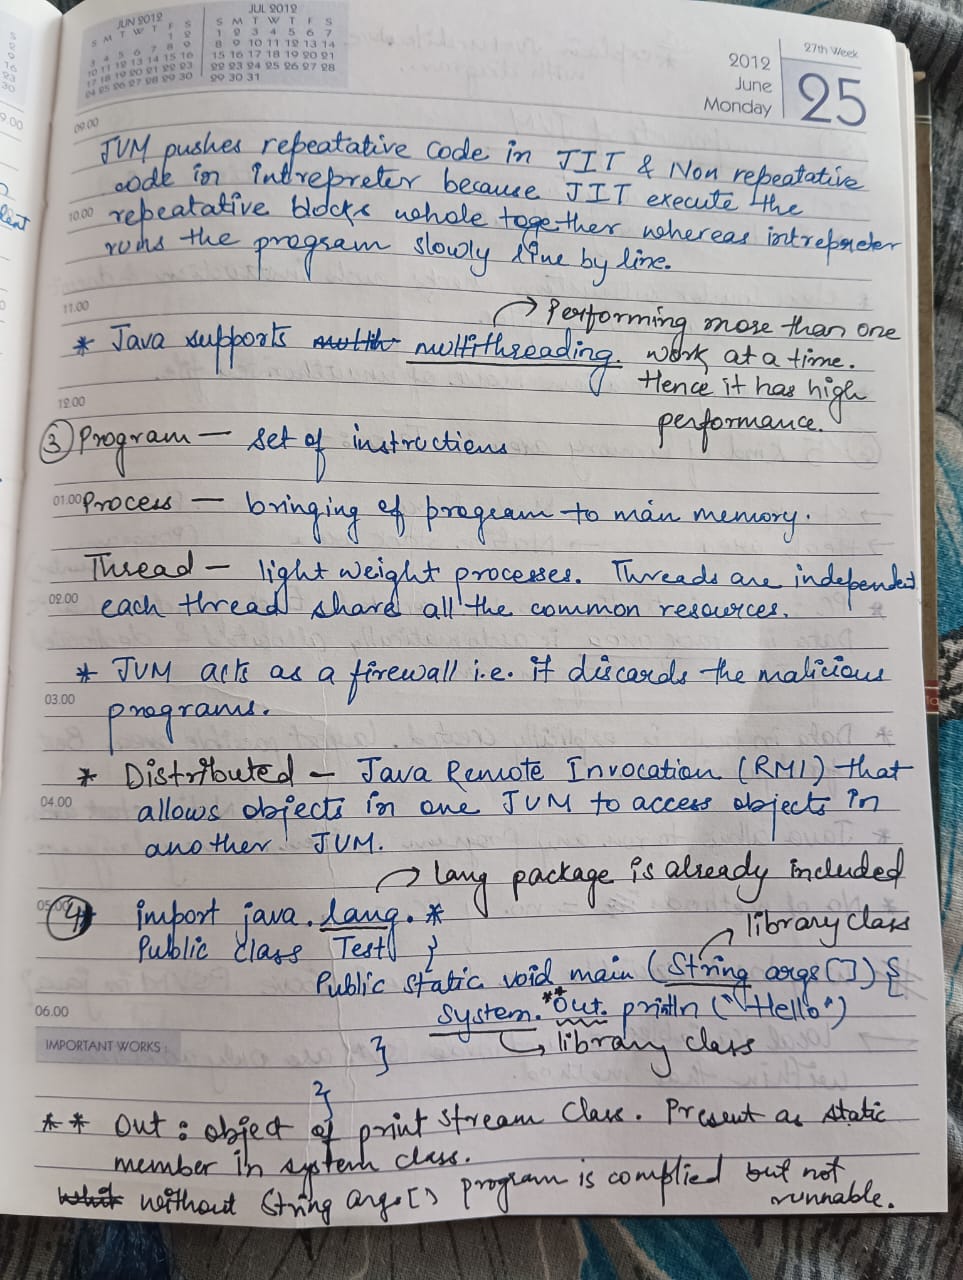 JUN 2012
S M T W T F S
1 2
3 4 5 6 7 8 9
10 11 12 13 14 15 16
17 18 19 20 21 22 23
24 25 26 27 28 29 30
JUL 2012
S M T W T F S
1 2 3 4 5 6 7
8 9 10 11 12 13 14
15 16 17 18 19 20 21
22 23 24 25 26 27 28
29 30 31
2012
June
Monday
27th Week
25
09.00
JVM pushes repeatative code in JIT & Non repeatative
code in intrepreter because JIT execute the
10.00 repeatative blocks whole together whereas intrepreter
runs the program slowly line by line.
11.00
→ Performing more than one
* Java supports multithreading. work at a time.
Hence it has high
12.00
performance.
③ Program — set of instructions
01.00 Process — bringing of program to main memory.
Thread — light weight processes. Threads are independent
02.00 each thread share all the common resources.
* JVM acts as a firewall i.e. it discards the malicious
03.00
programs.
* Distributed — Java Remote Invocation (RMI) that
04.00 allows objects in one JVM to access objects in
another JVM.
→ lang package is already included
05.00 ④ import java.lang.*
→ library class
Public class Test {
Public static void main (String args[]) {
06.00 System.**out. println ("Hello")
IMPORTANT WORKS
→ library class
}
}
** Out : object of print stream class. Present as static
member in system class.
without String args[] program is complied but not
runnable.